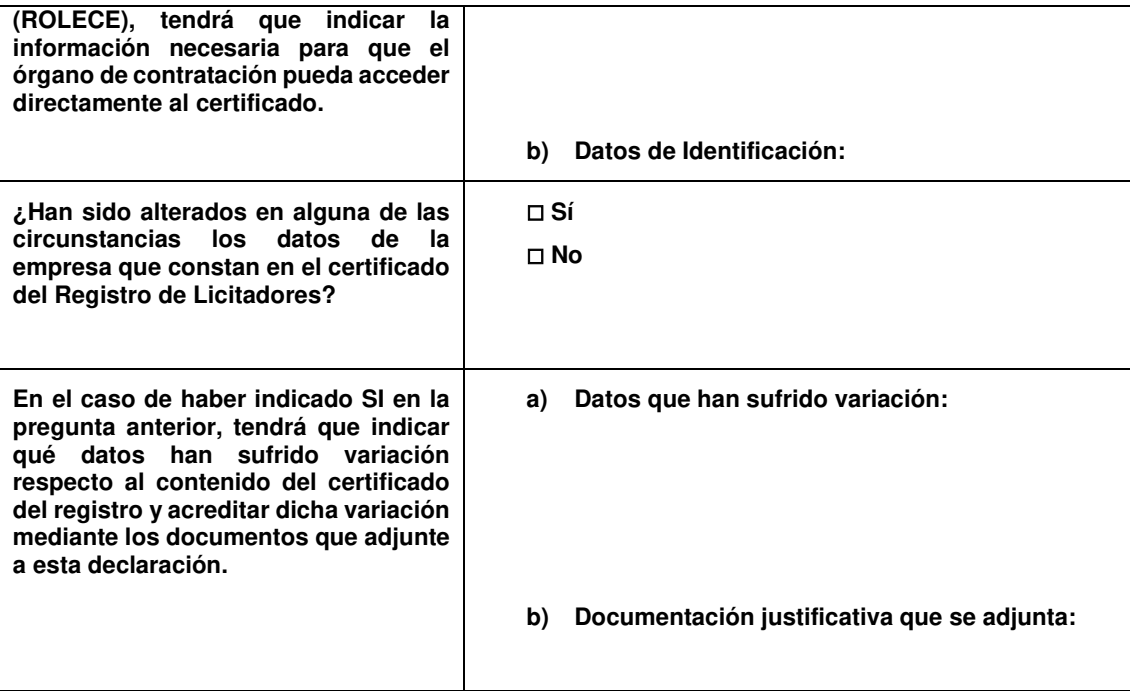 (ROLECE), tendrá que indicar la
información necesaria para que el
órgano de contratación pueda acceder
directamente al certificado.
b) Datos de Identificación:
¿Han sido alterados en alguna de las
circunstancias los datos de la
empresa que constan en el certificado
del Registro de Licitadores?
☐ Sí
☐ No
En el caso de haber indicado SI en la
pregunta anterior, tendrá que indicar
qué datos han sufrido variación
respecto al contenido del certificado
del registro y acreditar dicha variación
mediante los documentos que adjunte
a esta declaración.
a) Datos que han sufrido variación:
b) Documentación justificativa que se adjunta: